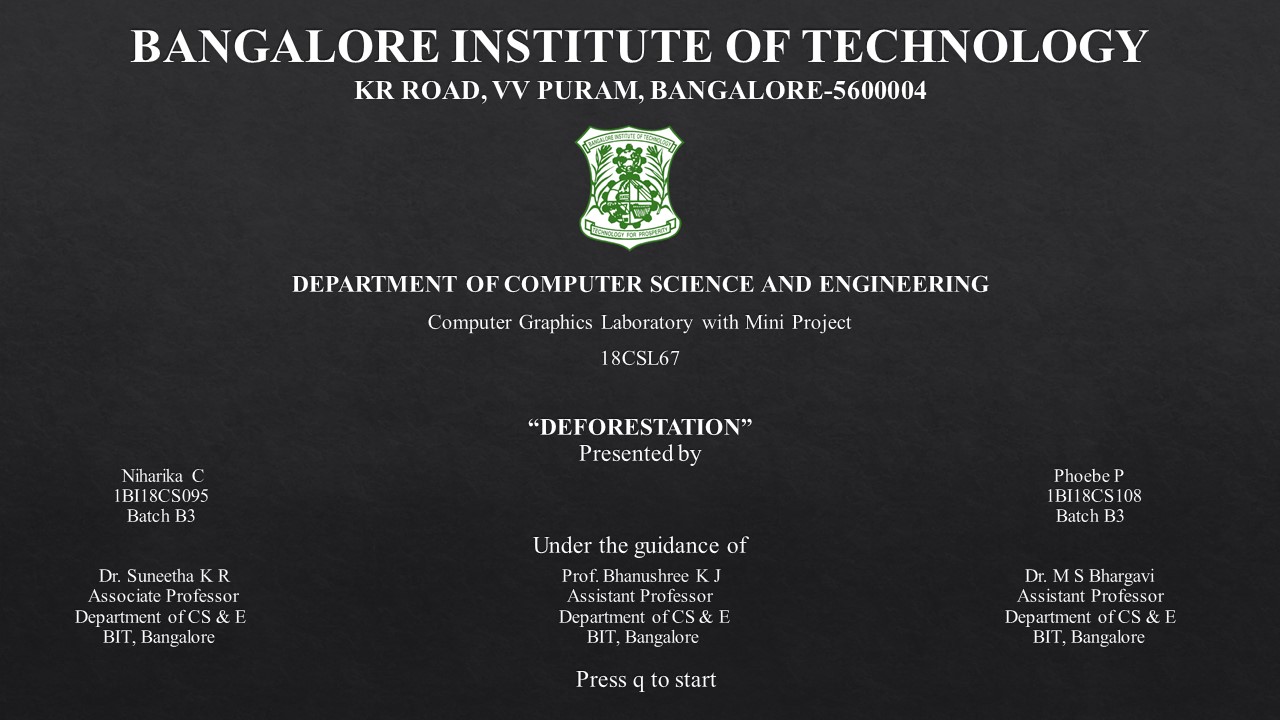 BANGALORE INSTITUTE OF TECHNOLOGY
KR ROAD, VV PURAM, BANGALORE-5600004
BANGALORE INSTITUTE OF TECHNOLOGY
TECHNOLOGY FOR PROSPERITY
DEPARTMENT OF COMPUTER SCIENCE AND ENGINEERING
Computer Graphics Laboratory with Mini Project
18CSL67
“DEFORESTATION”
Presented by
Niharika C
1BI18CS095
Batch B3
Phoebe P
1BI18CS108
Batch B3
Under the guidance of
Dr. Suneetha K R
Associate Professor
Department of CS & E
BIT, Bangalore
Prof. Bhanushree K J
Assistant Professor
Department of CS & E
BIT, Bangalore
Dr. M S Bhargavi
Assistant Professor
Department of CS & E
BIT, Bangalore
Press q to start